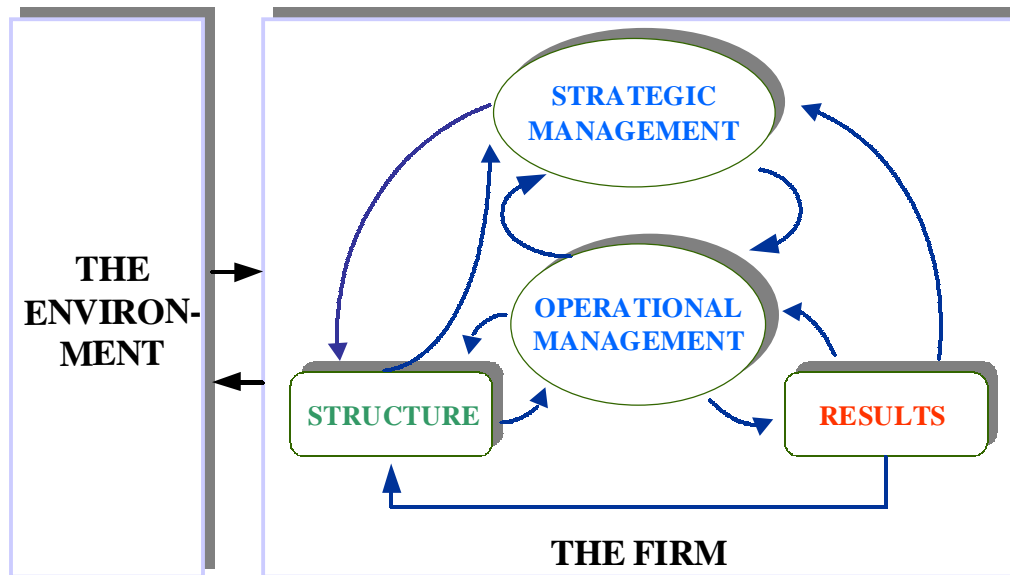 STRATEGIC
MANAGEMENT
THE
ENVIRON-
MENT
OPERATIONAL
MANAGEMENT
STRUCTURE
RESULTS
THE FIRM